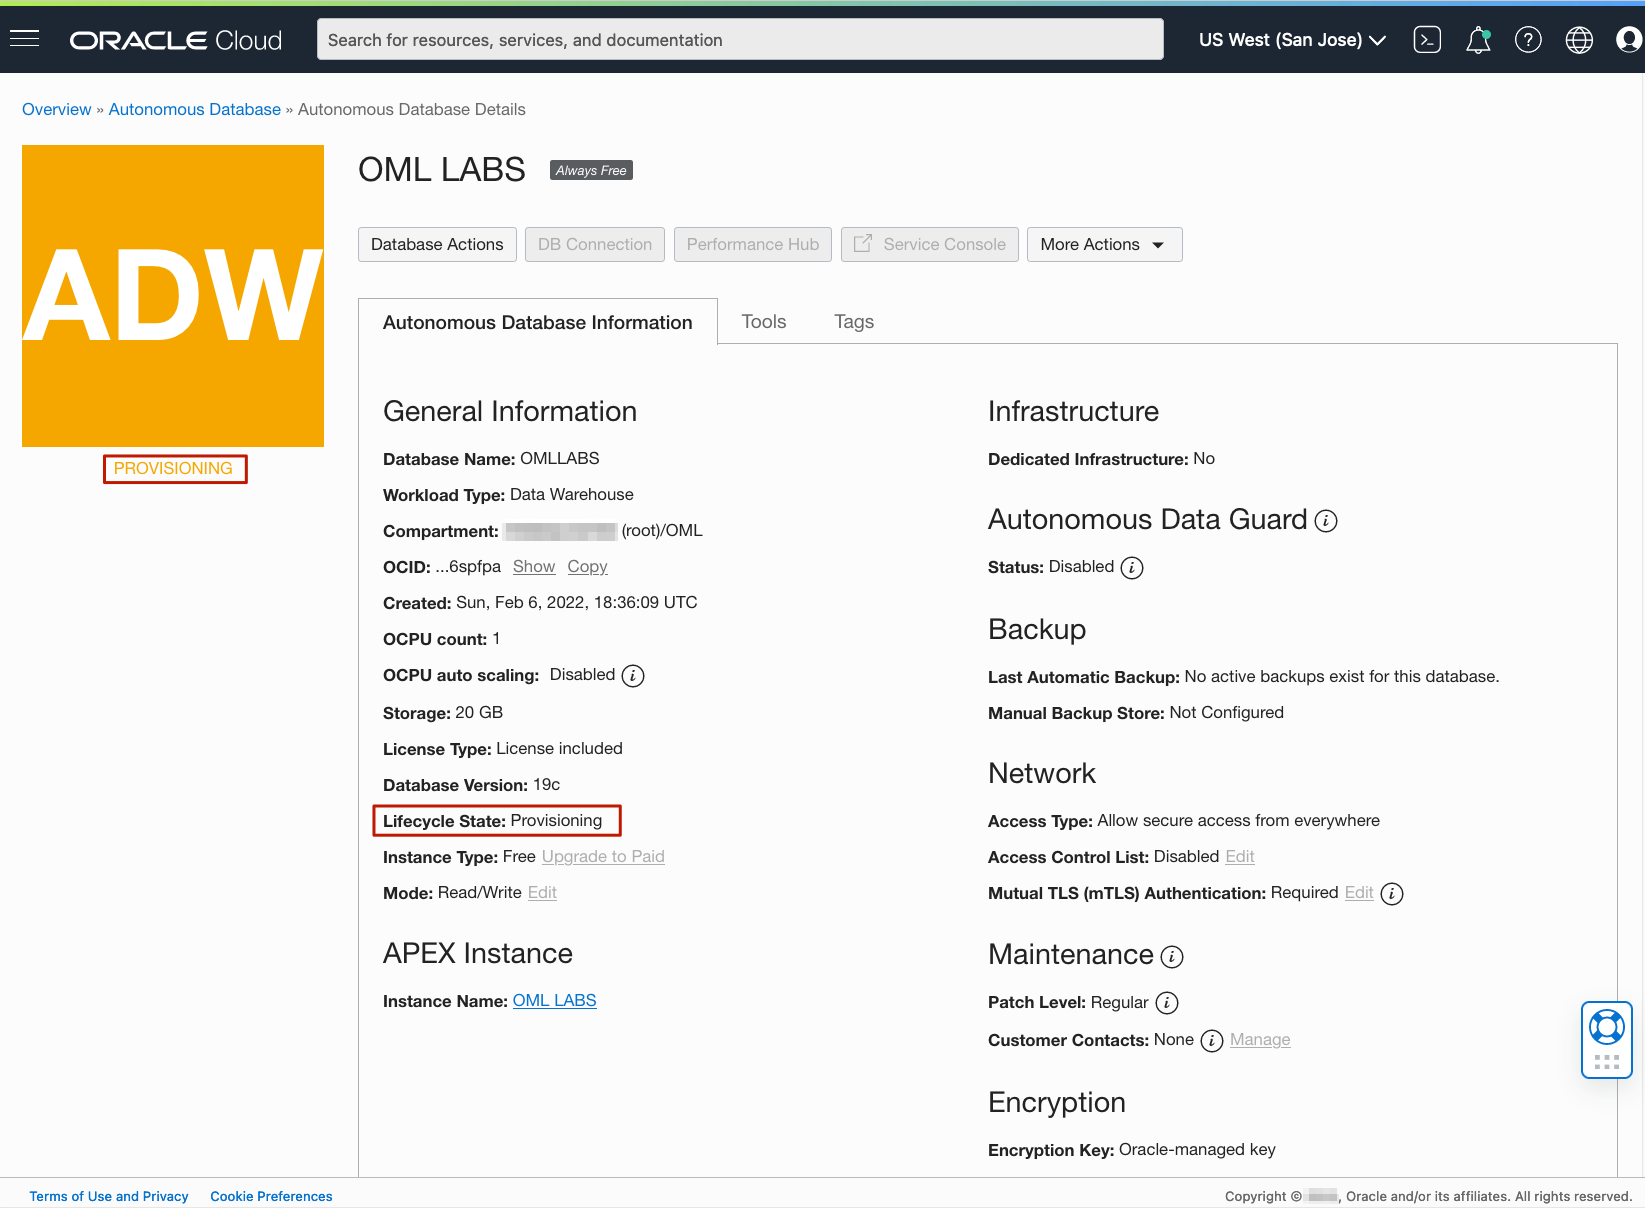 ORACLE Cloud
Search for resources, services, and documentation
US West (San Jose)
Overview » Autonomous Database » Autonomous Database Details
ADW
PROVISIONING
OML LABS
Always Free
Database Actions
DB Connection
Performance Hub
Service Console
More Actions
Autonomous Database Information
Tools
Tags
General Information
Database Name: OMLLABS
Workload Type: Data Warehouse
Compartment: (root)/OML
OCID: ...6spfpa Show Copy
Created: Sun, Feb 6, 2022, 18:36:09 UTC
OCPU count: 1
OCPU auto scaling: Disabled
Storage: 20 GB
License Type: License included
Database Version: 19c
Lifecycle State: Provisioning
Instance Type: Free Upgrade to Paid
Mode: Read/Write Edit
APEX Instance
Instance Name: OML LABS
Infrastructure
Dedicated Infrastructure: No
Autonomous Data Guard
Status: Disabled
Backup
Last Automatic Backup: No active backups exist for this database.
Manual Backup Store: Not Configured
Network
Access Type: Allow secure access from everywhere
Access Control List: Disabled Edit
Mutual TLS (mTLS) Authentication: Required Edit
Maintenance
Patch Level: Regular
Customer Contacts: None Manage
Encryption
Encryption Key: Oracle-managed key
Terms of Use and Privacy
Cookie Preferences
Copyright © , Oracle and/or its affiliates. All rights reserved.